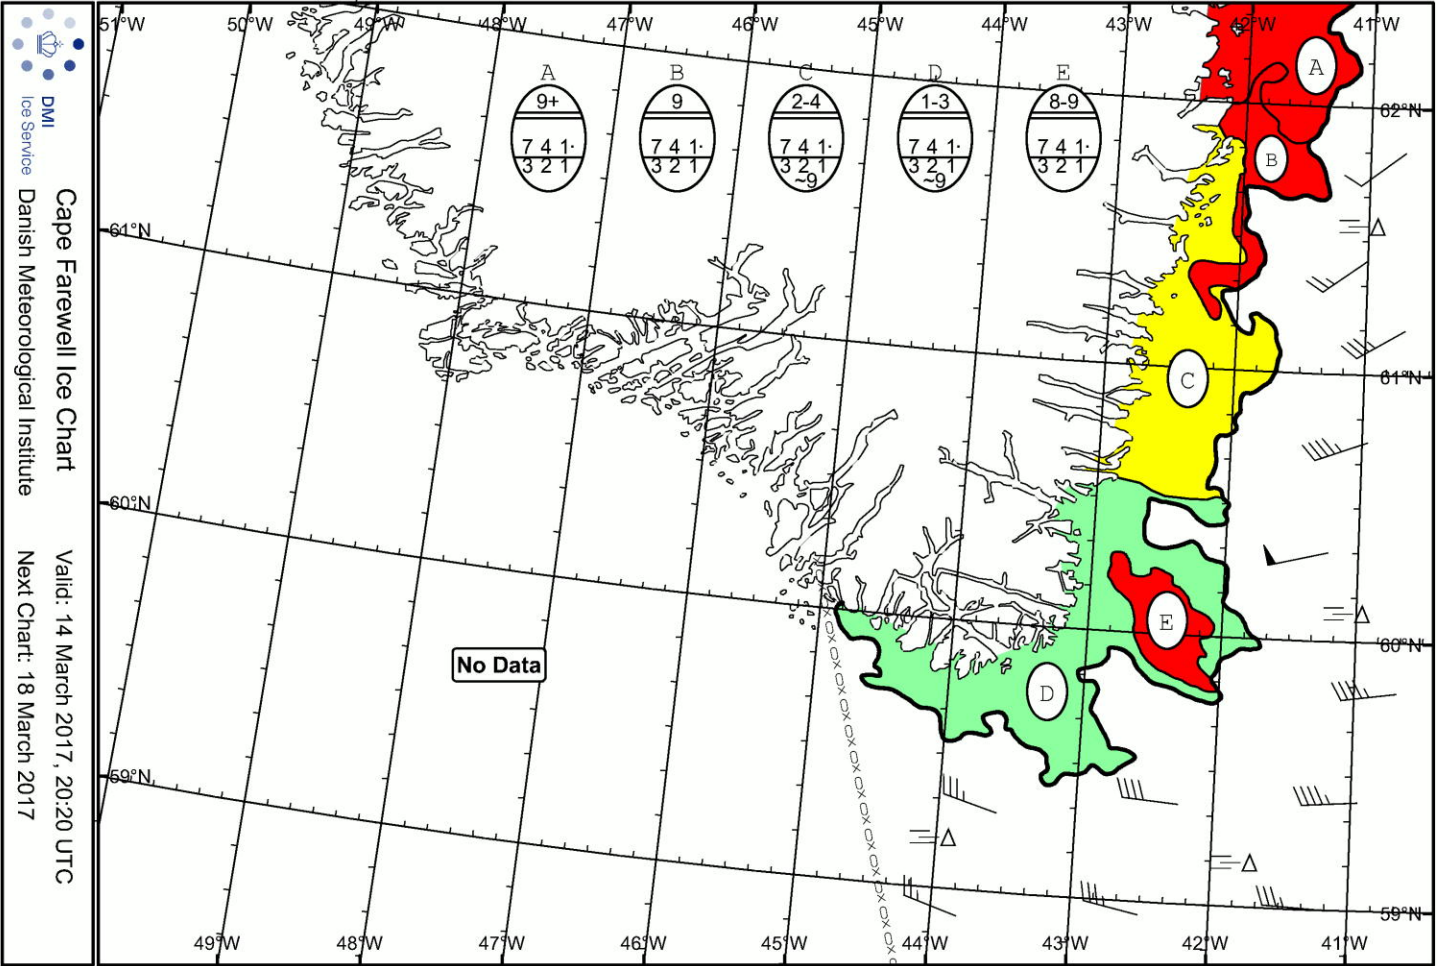 51°W 50°W 49°W 48°W 47°W 46°W 45°W 44°W 43°W 42°W 41°W
DMI
Ice Service
Cape Farewell Ice Chart
Danish Meteorological Institute
Valid: 14 March 2017, 20:20 UTC
Next Chart: 18 March 2017
A B C D E
9+ 9 2-4 1-3 8-9
7 4 1· 7 4 1· 7 4 1· 7 4 1· 7 4 1·
3 2 1 3 2 1 3 2 1 3 2 1 3 2 1
~9 ~9
A
62°N
B
61°N
61°N
C
60°N
E
60°N
No Data
D
59°N
59°N
49°W 48°W 47°W 46°W 45°W 44°W 43°W 42°W 41°W